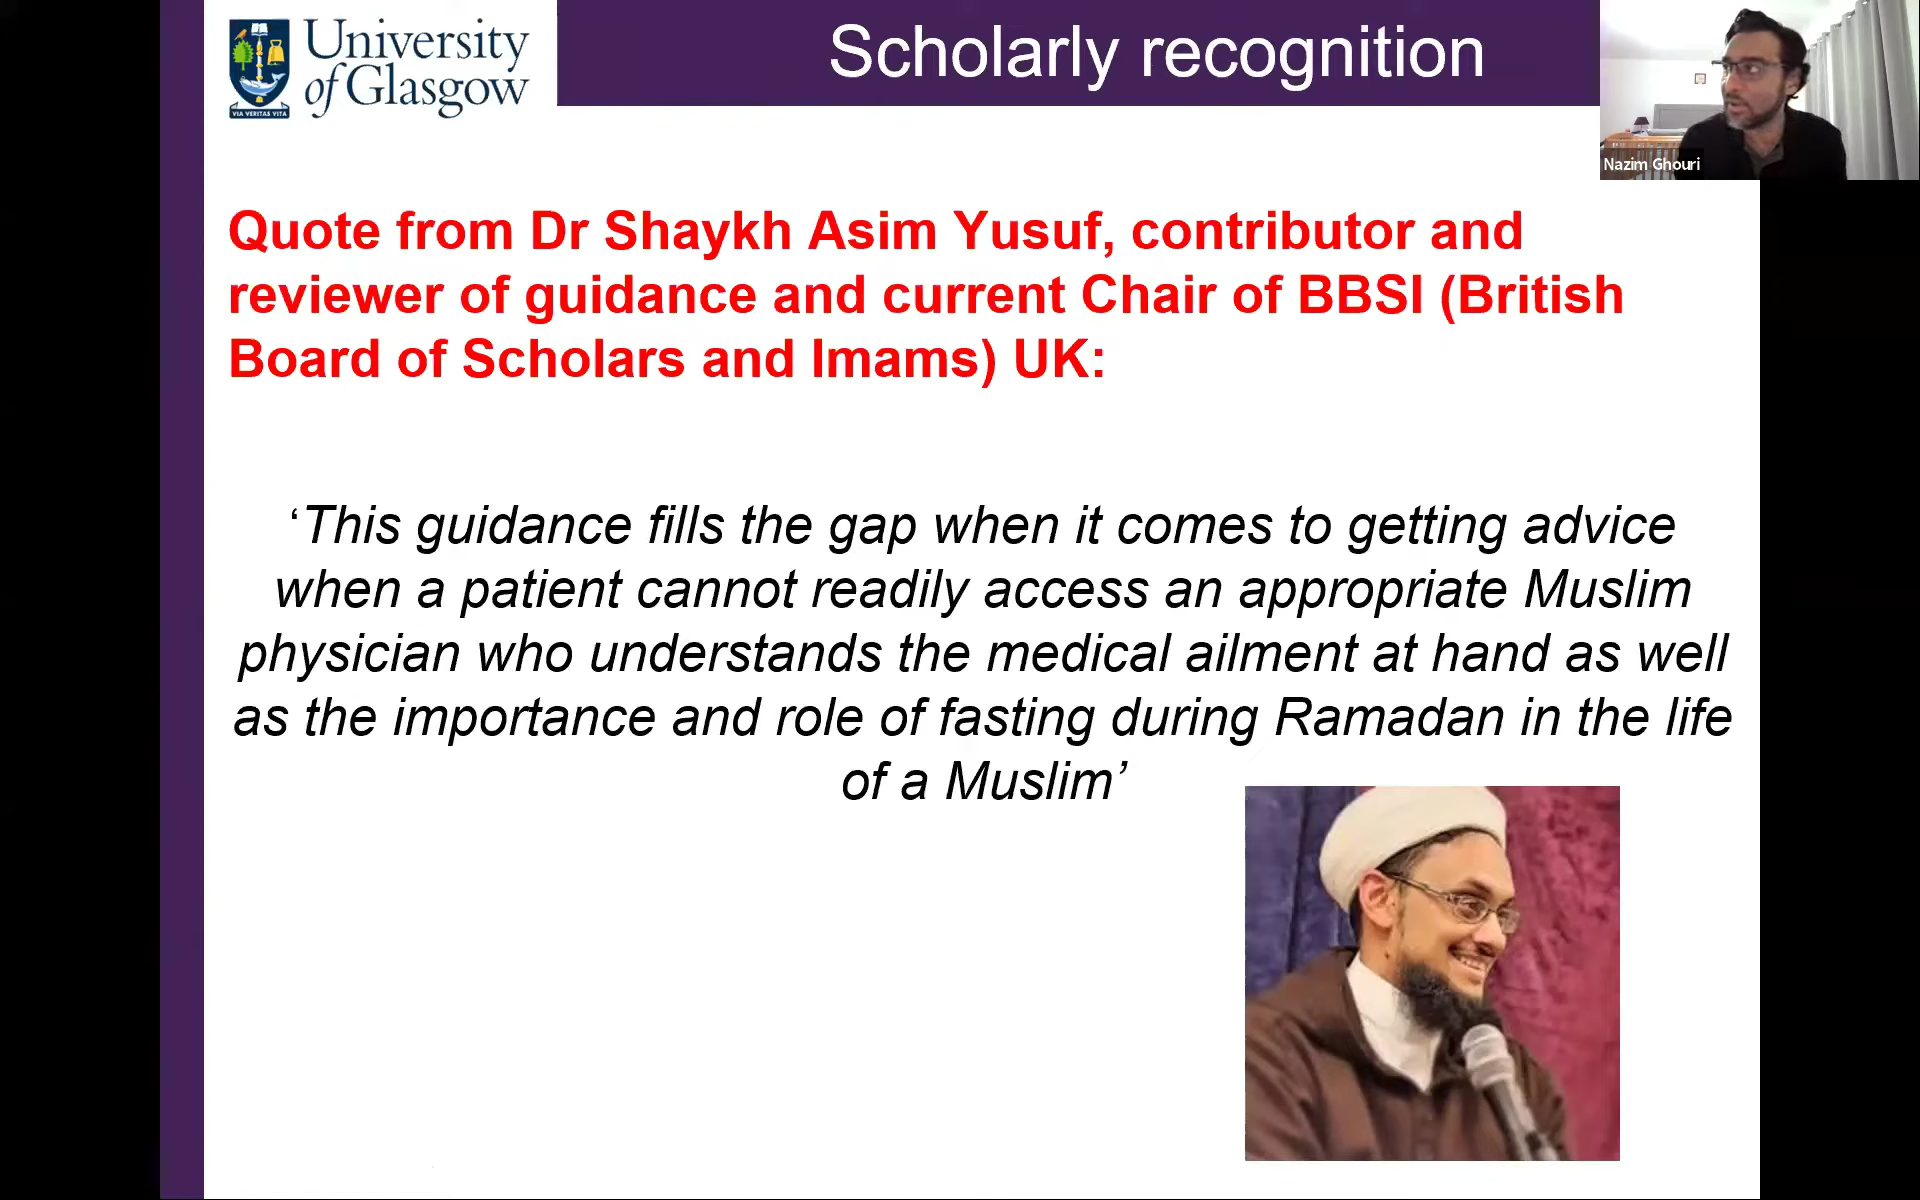 University
of Glasgow
VIA VERITAS VITA
Scholarly recognition
Nazim Ghouri
Quote from Dr Shaykh Asim Yusuf, contributor and
reviewer of guidance and current Chair of BBSI (British
Board of Scholars and Imams) UK:
‘This guidance fills the gap when it comes to getting advice
when a patient cannot readily access an appropriate Muslim
physician who understands the medical ailment at hand as well
as the importance and role of fasting during Ramadan in the life
of a Muslim’